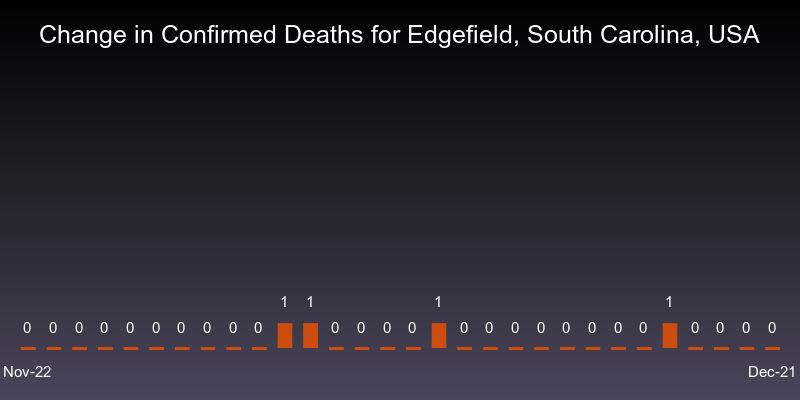 Change in Confirmed Deaths for Edgefield, South Carolina, USA
1 1 1 1
0 0 0 0 0 0 0 0 0 0 0 0 0 0 0 0 0 0 0 0 0 0 0 0 0 0
Nov-22 Dec-21